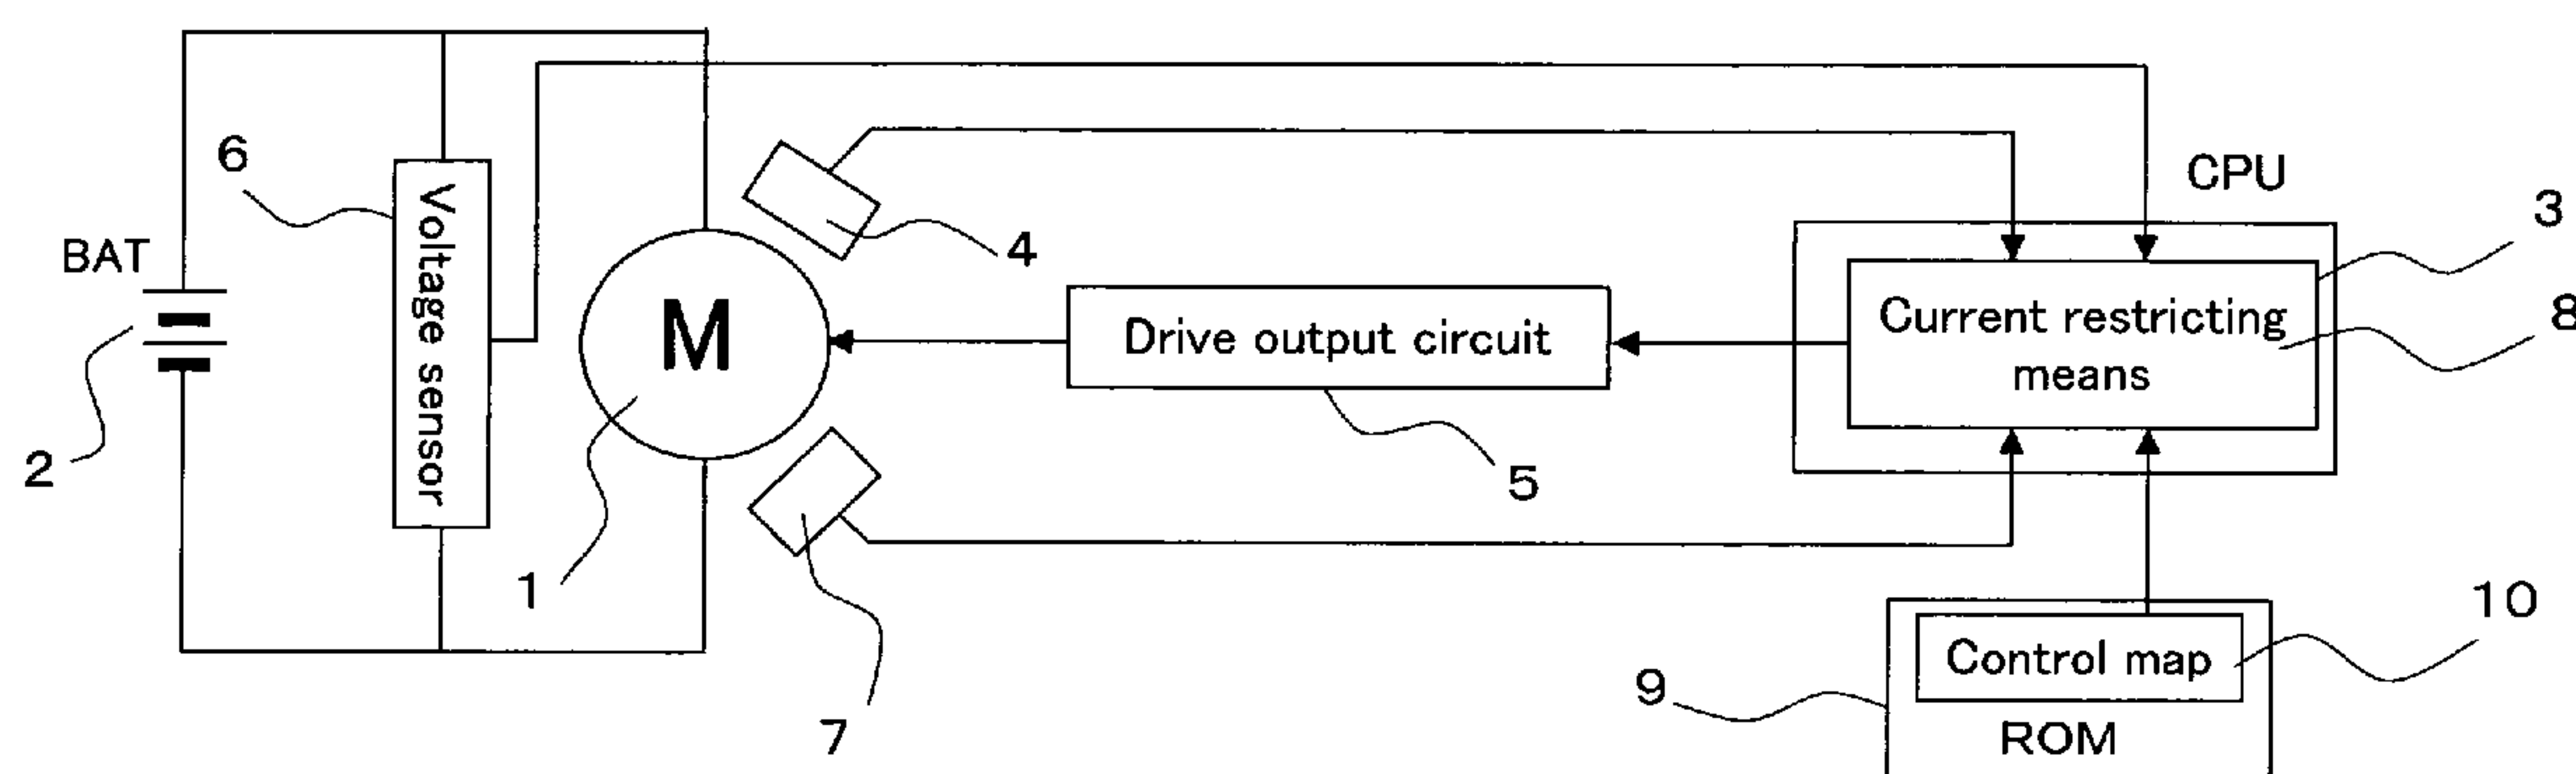 6
BAT
2
Voltage sensor
M
1
4
7
Drive output circuit
5
CPU
3
Current restricting
means
8
Control map
10
9
ROM